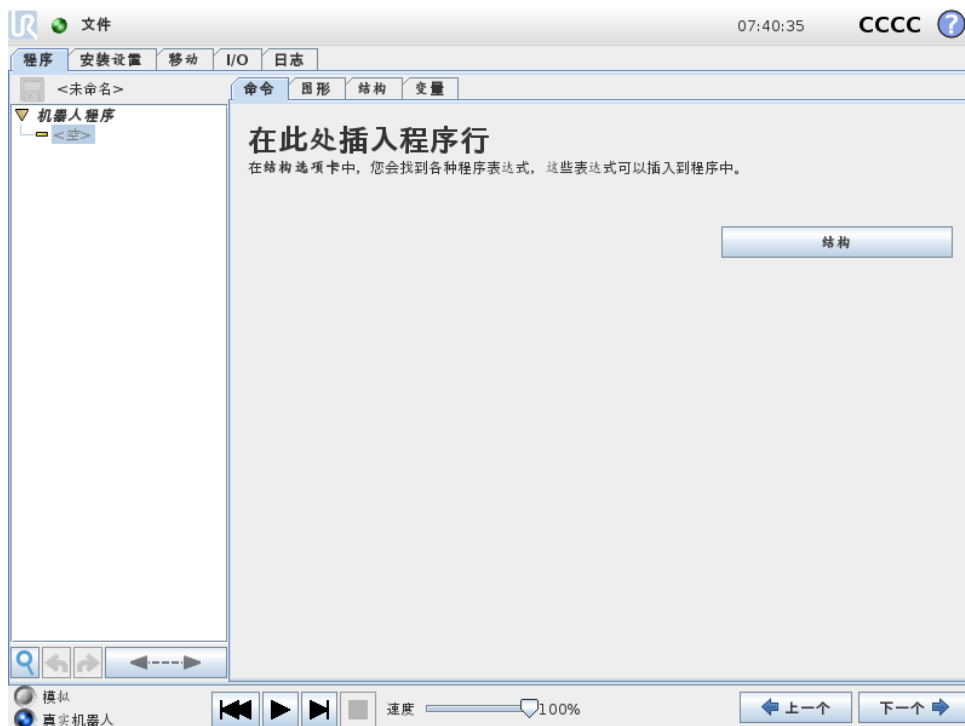 UR 文件 07:40:35 CCCC ?
程序 安装设置 移动 I/O 日志
<未命名> 命令 图形 结构 变量
机器人程序
<空>
在此处插入程序行
在结构选项卡中，您会找到各种程序表达式，这些表达式可以插入到程序中。
结构
模拟
真实机器人
速度 100% 上一个 下一个